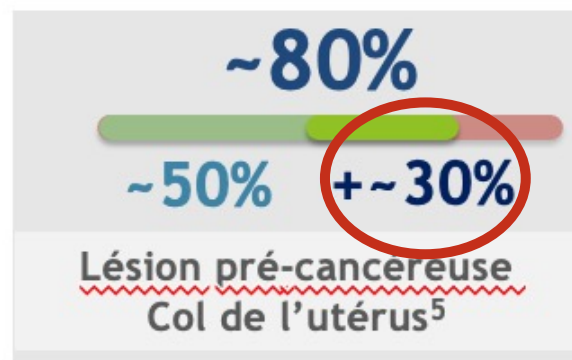 ~80%
~50% +~30%
Lésion pré-cancéreuse
Col de l’utérus⁵